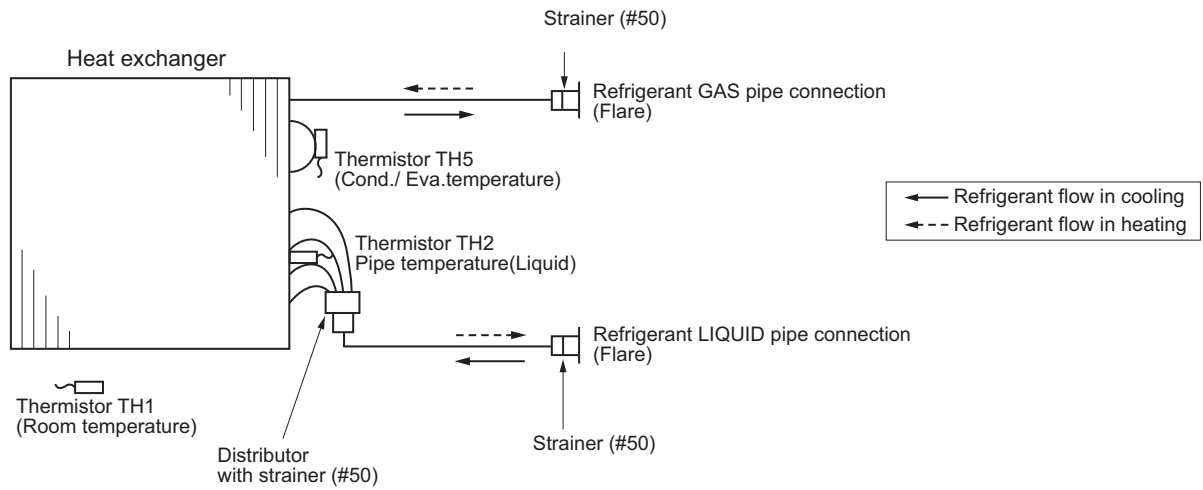 Strainer (#50)
Heat exchanger
Refrigerant GAS pipe connection
(Flare)
Thermistor TH5
(Cond./ Eva.temperature)
Refrigerant flow in cooling
Refrigerant flow in heating
Thermistor TH2
Pipe temperature(Liquid)
Refrigerant LIQUID pipe connection
(Flare)
Thermistor TH1
(Room temperature)
Strainer (#50)
Distributor
with strainer (#50)